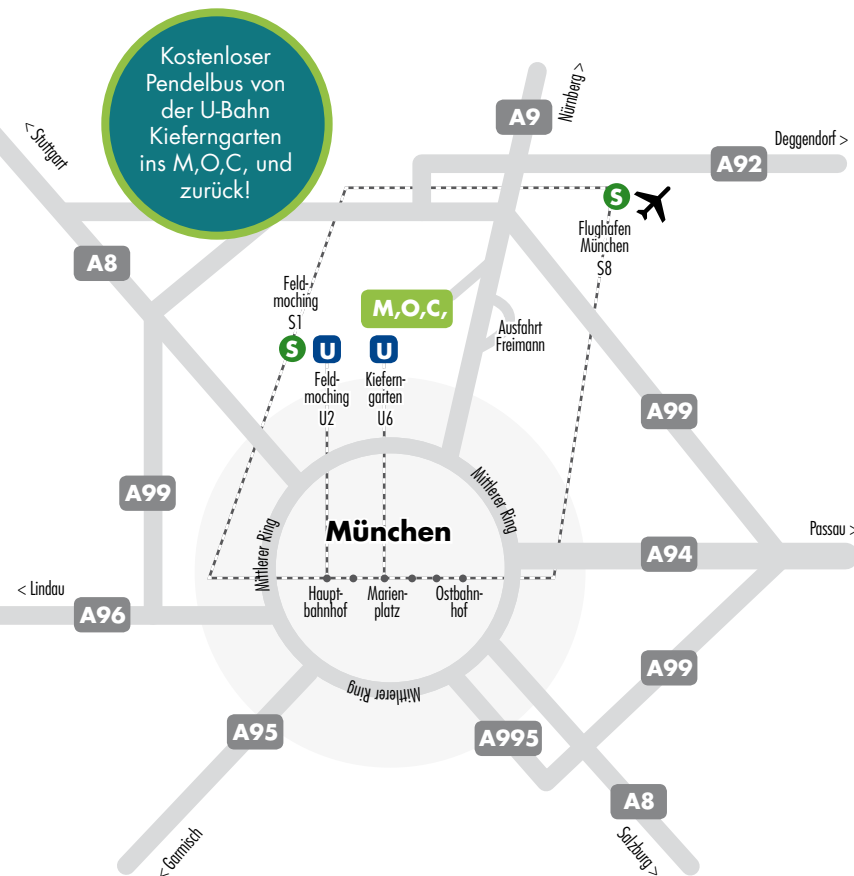 Kostenloser
Pendelbus von
der U-Bahn
Kieferngarten
ins M,O,C, und
zurück!
< Stuttgart
A9
Nürnberg >
Deggendorf >
A92
S
Flughafen
München
S8
A8
Feld-
moching
S1
M,O,C,
Ausfahrt
Freimann
S
U
U
Feld-
moching
U2
Kiefern-
garten
U6
A99
A99
Mittlerer Ring
Mittlerer Ring
München
Passau >
A94
< Lindau
Haupt-
bahnhof
Marien-
platz
Ostbahn-
hof
A96
A99
Mittlerer Ring
A95
A995
A8
< Garmisch
Salzburg >